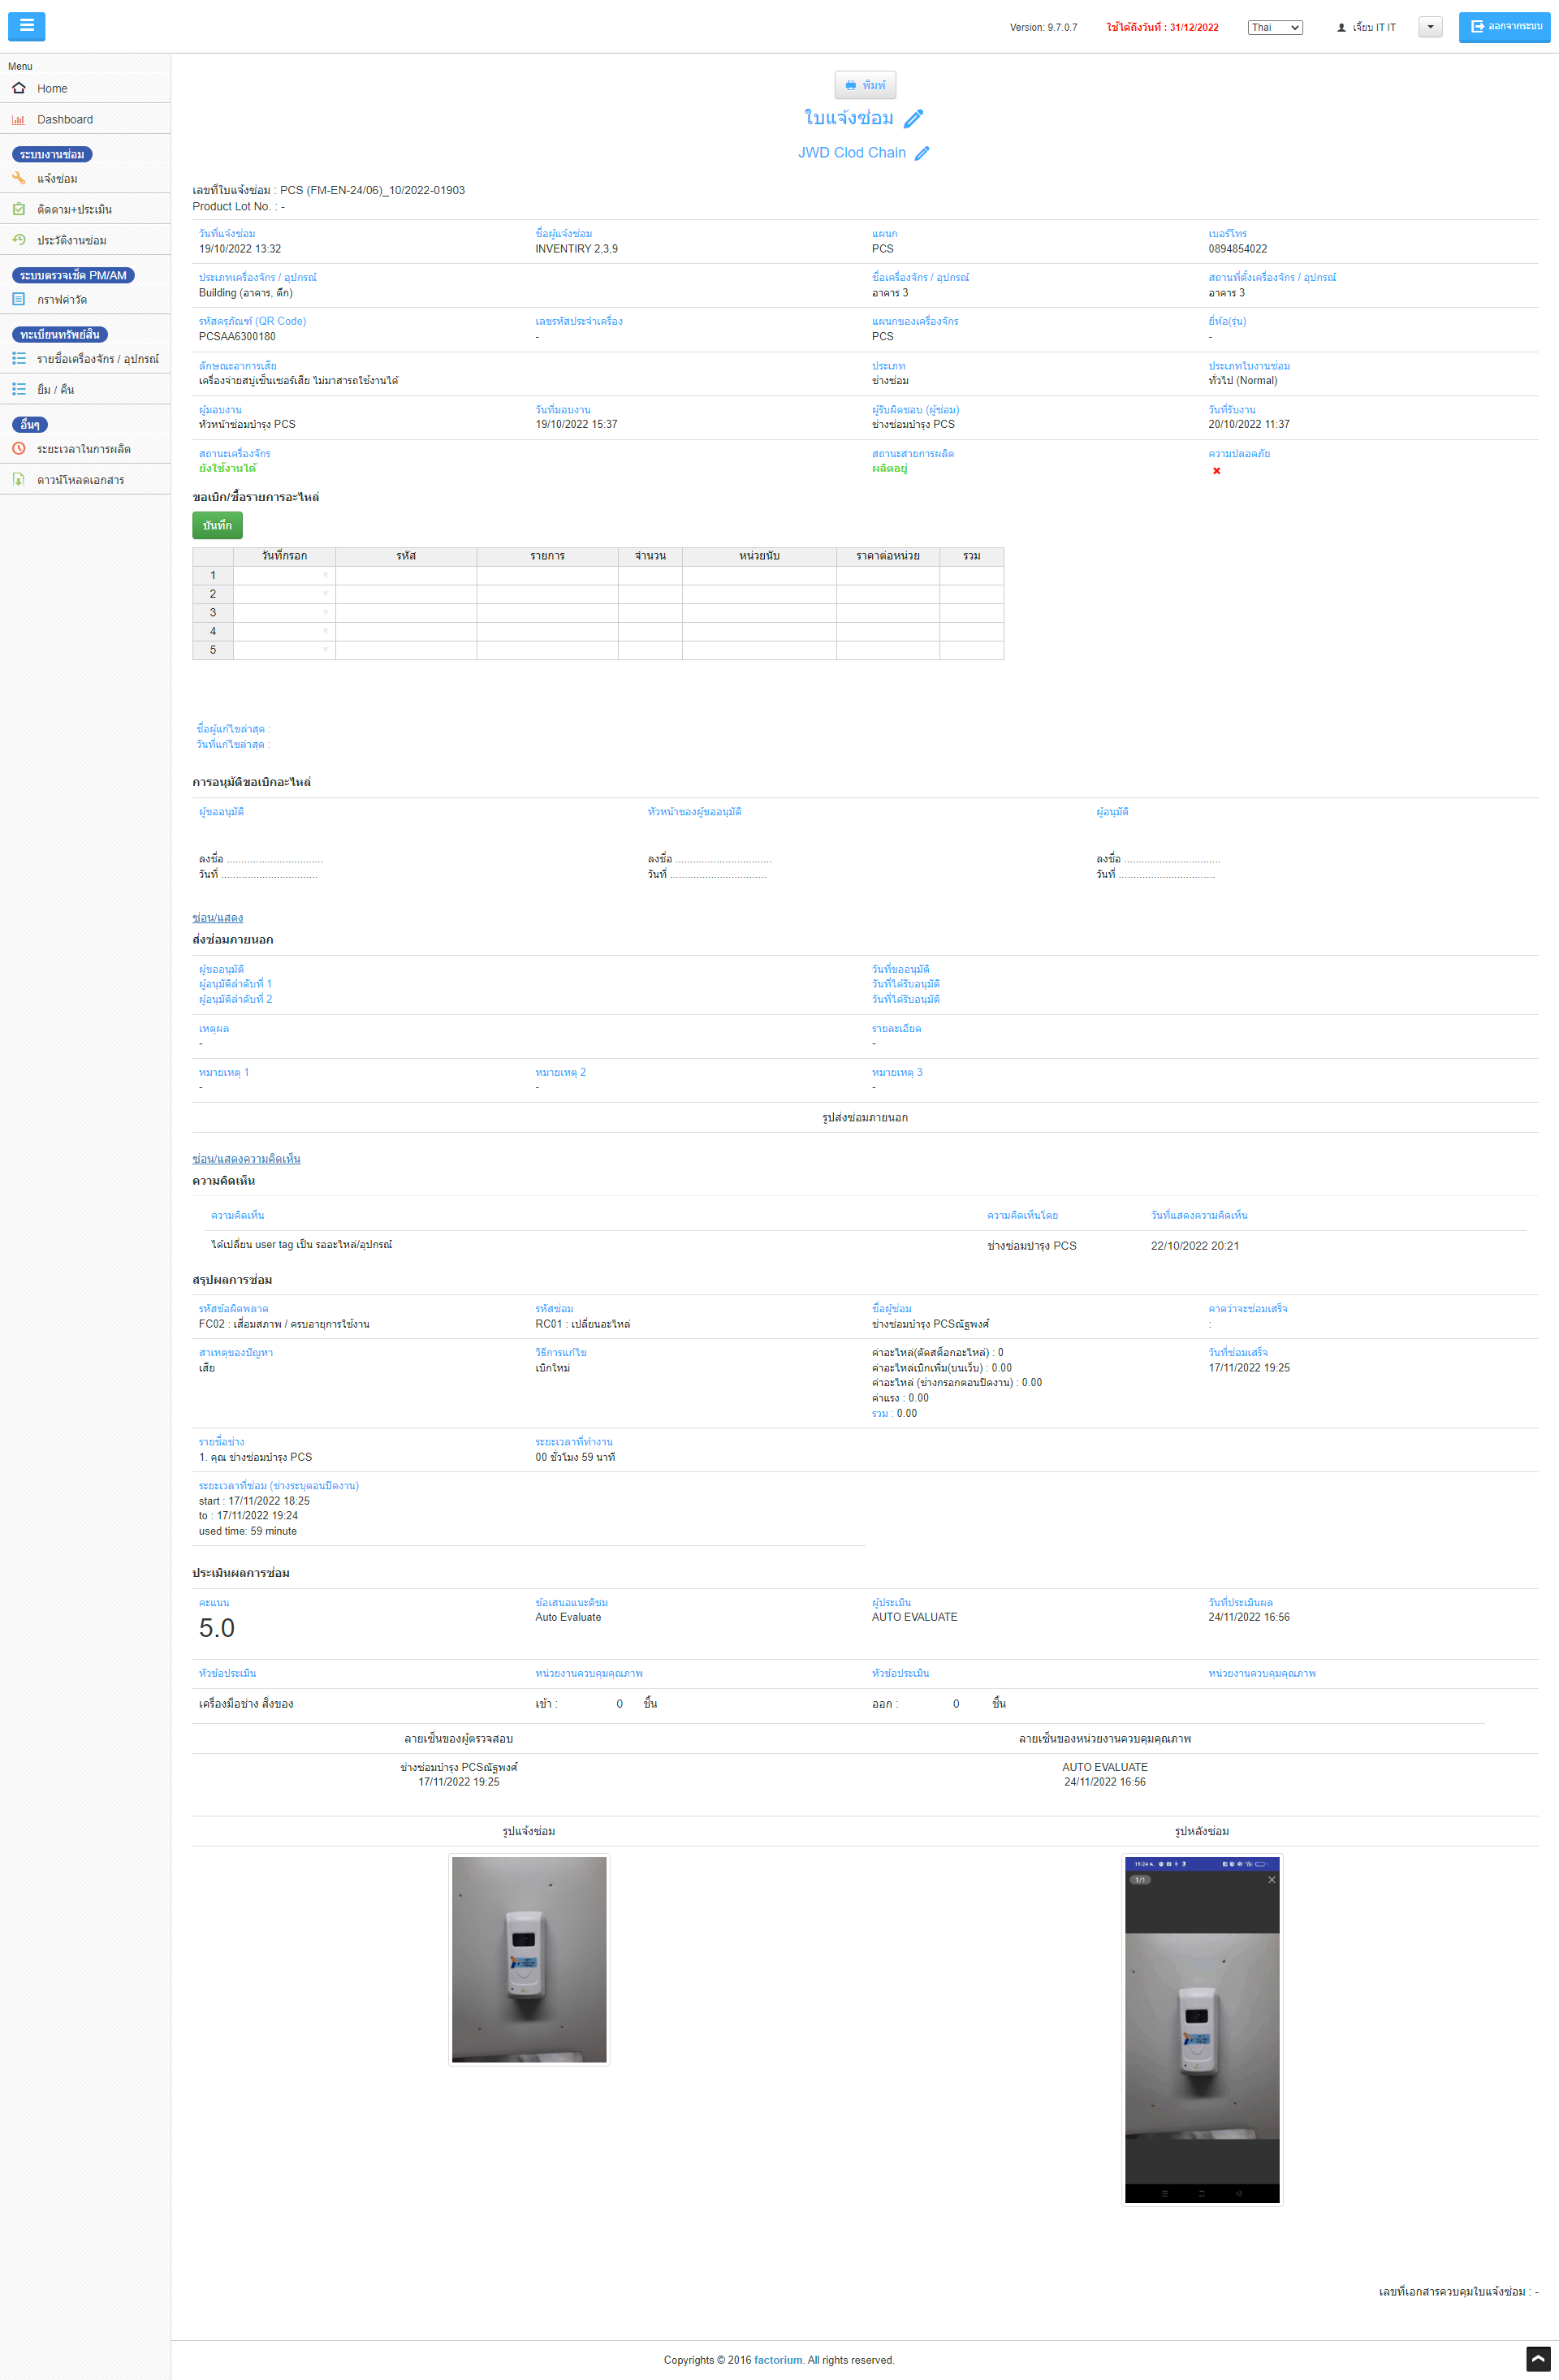 Version: 9.7.0.7
ใช้ได้ถึงวันที่ : 31/12/2022
Thai
เจี๊ยบ IT IT
ออกจากระบบ
Menu
Home
Dashboard
ระบบงานซ่อม
แจ้งซ่อม
ติดตาม+ประเมิน
ประวัติงานซ่อม
ระบบตรวจเช็ค PM/AM
กราฟค่าวัด
ทะเบียนทรัพย์สิน
รายชื่อเครื่องจักร / อุปกรณ์
ยืม / คืน
อื่นๆ
ระยะเวลาในการผลิต
ดาวน์โหลดเอกสาร
พิมพ์
ใบแจ้งซ่อม
JWD Clod Chain
เลขที่ใบแจ้งซ่อม : PCS (FM-EN-24/06)_10/2022-01903
Product Lot No. : -
วันที่แจ้งซ่อม ชื่อผู้แจ้งซ่อม แผนก เบอร์โทร
19/10/2022 13:32 INVENTIRY 2,3,9 PCS 0894854022
ประเภทเครื่องจักร / อุปกรณ์ ชื่อเครื่องจักร / อุปกรณ์ สถานที่ตั้งเครื่องจักร / อุปกรณ์
Building (อาคาร, ตึก) อาคาร 3 อาคาร 3
รหัสครุภัณฑ์ (QR Code) เลขรหัสประจำเครื่อง แผนกของเครื่องจักร ยี่ห้อ(รุ่น)
PCSAA6300180 - PCS -
ลักษณะอาการเสีย ประเภท ประเภทใบงานซ่อม
เครื่องจ่ายสบู่เซ็นเซอร์เสีย ไม่มาสารถใช้งานได้ ช่างซ่อม ทั่วไป (Normal)
ผู้มอบงาน วันที่มอบงาน ผู้รับผิดชอบ (ผู้ซ่อม) วันที่รับงาน
หัวหน้าซ่อมบำรุง PCS 19/10/2022 15:37 ช่างซ่อมบำรุง PCS 20/10/2022 11:37
สถานะเครื่องจักร สถานะสายการผลิต ความปลอดภัย
ยังใช้งานได้ ผลิตอยู่
ขอเบิก/ซื้อรายการอะไหล่
บันทึก
วันที่กรอก รหัส รายการ จำนวน หน่วยนับ ราคาต่อหน่วย รวม
1
2
3
4
5
ชื่อผู้แก้ไขล่าสุด :
วันที่แก้ไขล่าสุด :
การอนุมัติขอเบิกอะไหล่
ผู้ขออนุมัติ หัวหน้าของผู้ขออนุมัติ ผู้อนุมัติ
ลงชื่อ ................................. ลงชื่อ ................................. ลงชื่อ .................................
วันที่ ................................. วันที่ ................................. วันที่ .................................
ซ่อน/แสดง
ส่งซ่อมภายนอก
ผู้ขออนุมัติ วันที่ขออนุมัติ
ผู้อนุมัติลำดับที่ 1 วันที่ได้รับอนุมัติ
ผู้อนุมัติลำดับที่ 2 วันที่ได้รับอนุมัติ
เหตุผล รายละเอียด
- -
หมายเหตุ 1 หมายเหตุ 2 หมายเหตุ 3
- - -
รูปส่งซ่อมภายนอก
ซ่อน/แสดงความคิดเห็น
ความคิดเห็น
ความคิดเห็น ความคิดเห็นโดย วันที่แสดงความคิดเห็น
ได้เปลี่ยน user tag เป็น รออะไหล่/อุปกรณ์ ช่างซ่อมบำรุง PCS 22/10/2022 20:21
สรุปผลการซ่อม
รหัสข้อผิดพลาด รหัสซ่อม ชื่อผู้ซ่อม คาดว่าจะซ่อมเสร็จ
FC02 : เสื่อมสภาพ / ครบอายุการใช้งาน RC01 : เปลี่ยนอะไหล่ ช่างซ่อมบำรุง PCSณัฐพงศ์ :
สาเหตุของปัญหา วิธีการแก้ไข ค่าอะไหล่(ตัดสต็อกอะไหล่) : 0 วันที่ซ่อมเสร็จ
เสีย เบิกใหม่ ค่าอะไหล่เบิกเพิ่ม(บนเว็บ) : 0.00 17/11/2022 19:25
ค่าอะไหล่ (ช่างกรอกตอนปิดงาน) : 0.00
ค่าแรง : 0.00
รวม : 0.00
รายชื่อช่าง ระยะเวลาที่ทำงาน
1. คุณ ช่างซ่อมบำรุง PCS 00 ชั่วโมง 59 นาที
ระยะเวลาที่ซ่อม (ช่างระบุตอนปิดงาน)
start : 17/11/2022 18:25
to : 17/11/2022 19:24
used time: 59 minute
ประเมินผลการซ่อม
คะแนน ข้อเสนอแนะติชม ผู้ประเมิน วันที่ประเมินผล
5.0 Auto Evaluate AUTO EVALUATE 24/11/2022 16:56
หัวข้อประเมิน หน่วยงานควบคุมคุณภาพ หัวข้อประเมิน หน่วยงานควบคุมคุณภาพ
เครื่องมือช่าง สิ่งของ เข้า : 0 ชิ้น ออก : 0 ชิ้น
ลายเซ็นของผู้ตรวจสอบ ลายเซ็นของหน่วยงานควบคุมคุณภาพ
ช่างซ่อมบำรุง PCSณัฐพงศ์ AUTO EVALUATE
17/11/2022 19:25 24/11/2022 16:56
รูปแจ้งซ่อม รูปหลังซ่อม
19:24
1/1
เลขที่เอกสารควบคุมใบแจ้งซ่อม : -
Copyrights © 2016 factorium. All rights reserved.